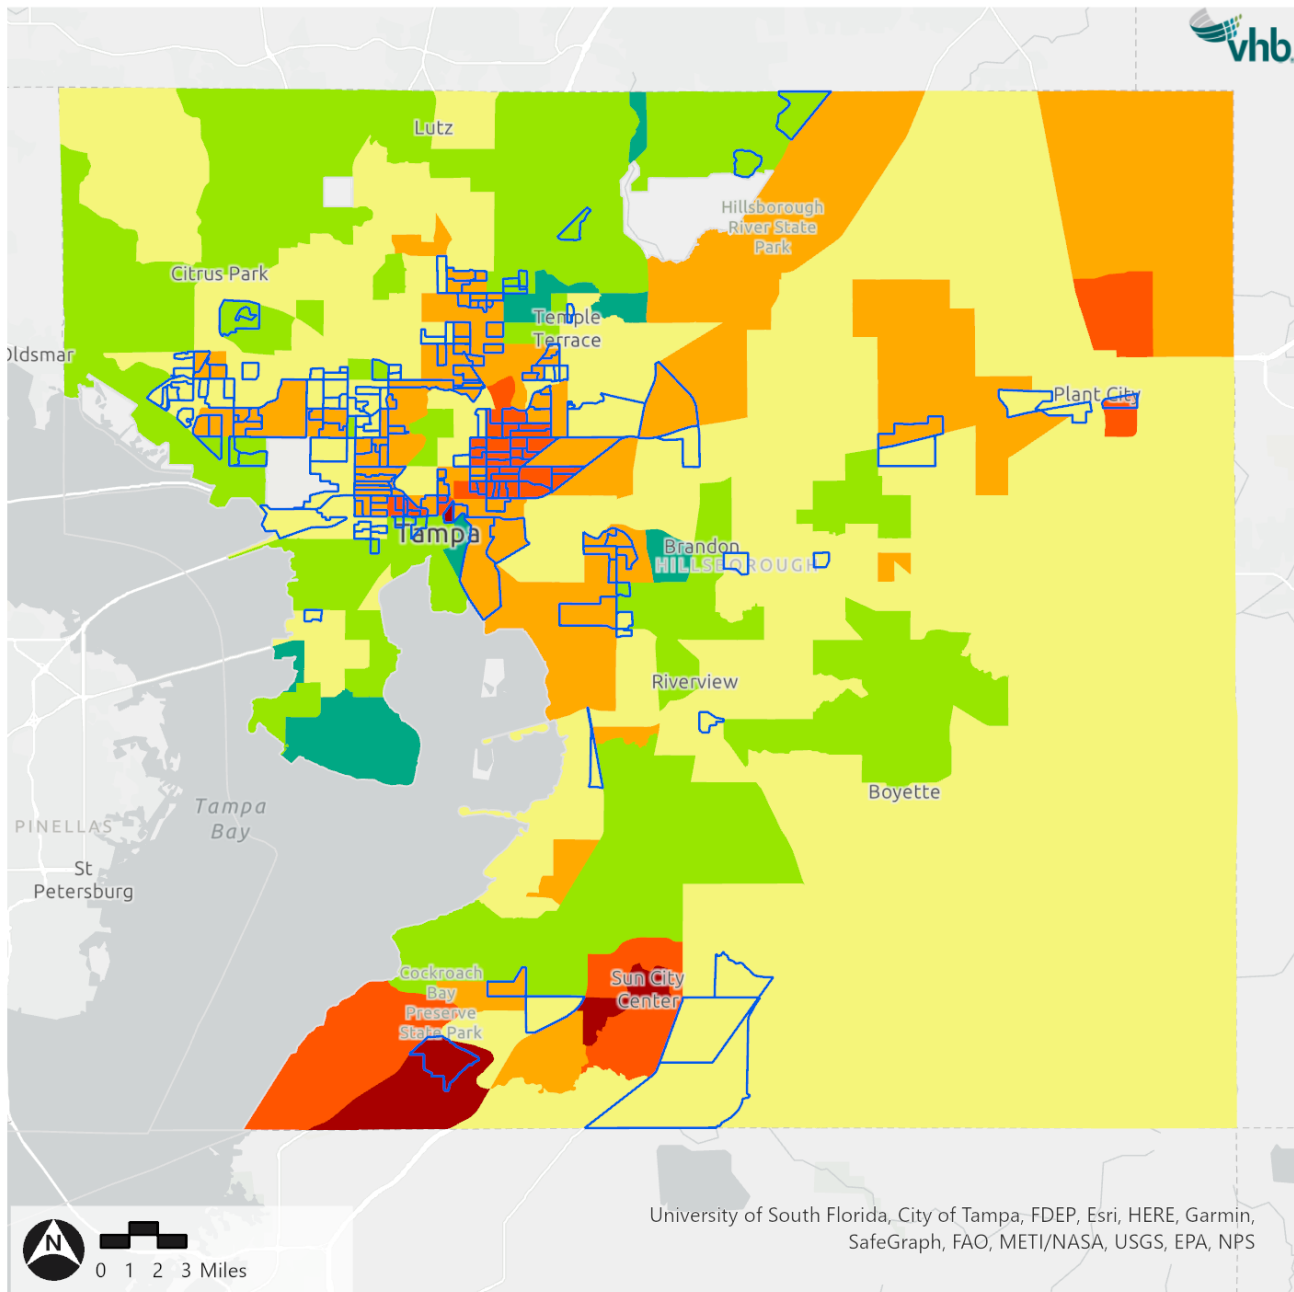 vhb
Lutz
Hillsborough
River State
Park
Citrus Park
Temple
Terrace
Oldsmar
Plant City
Tampa
Brandon
HILLSBOROUGH
Riverview
Boyette
Tampa
Bay
PINELLAS
St
Petersburg
Cockroach
Bay
Preserve
State Park
Sun City
Center
University of South Florida, City of Tampa, FDEP, Esri, HERE, Garmin,
SafeGraph, FAO, METI/NASA, USGS, EPA, NPS
N
0 1 2 3 Miles